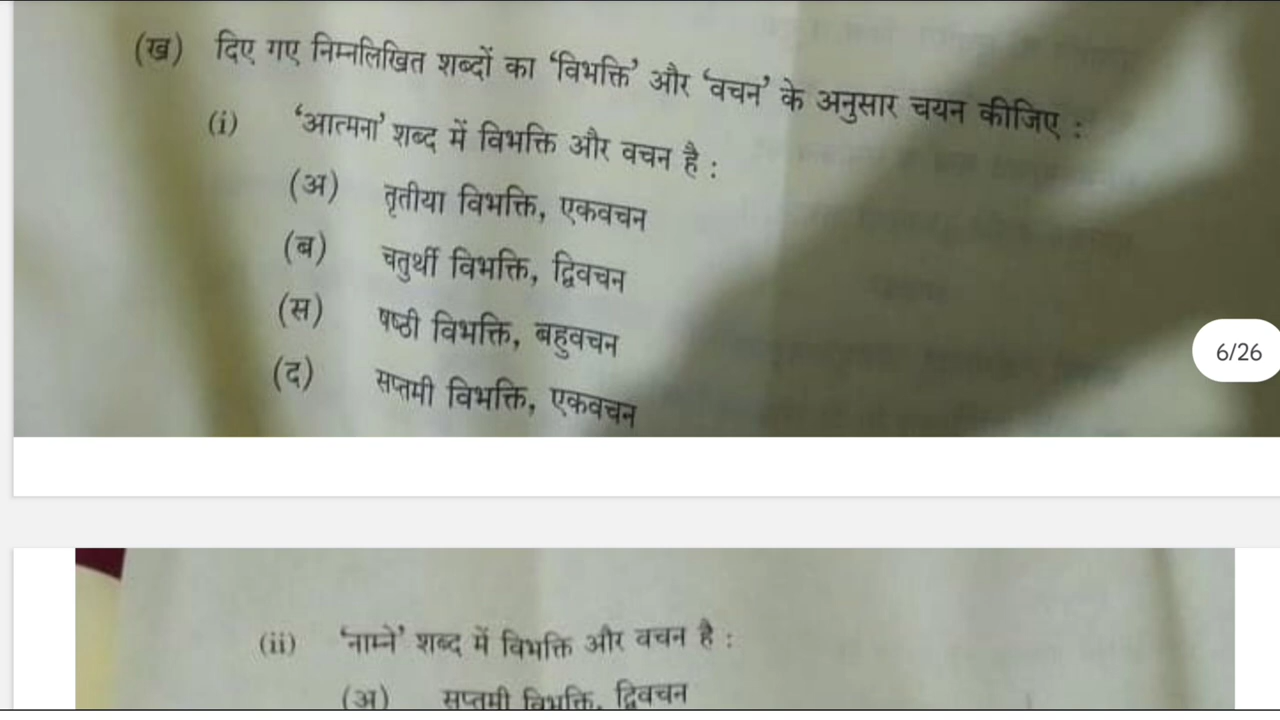 (ख) दिए गए निम्नलिखित शब्दों का ‘विभक्ति’ और ‘वचन’ के अनुसार चयन कीजिए :
(i) ‘आत्मना’ शब्द में विभक्ति और वचन है :
(अ) तृतीया विभक्ति, एकवचन
(ब) चतुर्थी विभक्ति, द्विवचन
(स) षष्ठी विभक्ति, बहुवचन
(द) सप्तमी विभक्ति, एकवचन
6/26
(ii) ‘नाम्ने’ शब्द में विभक्ति और वचन है :
(अ) सप्तमी विभक्ति, द्विवचन